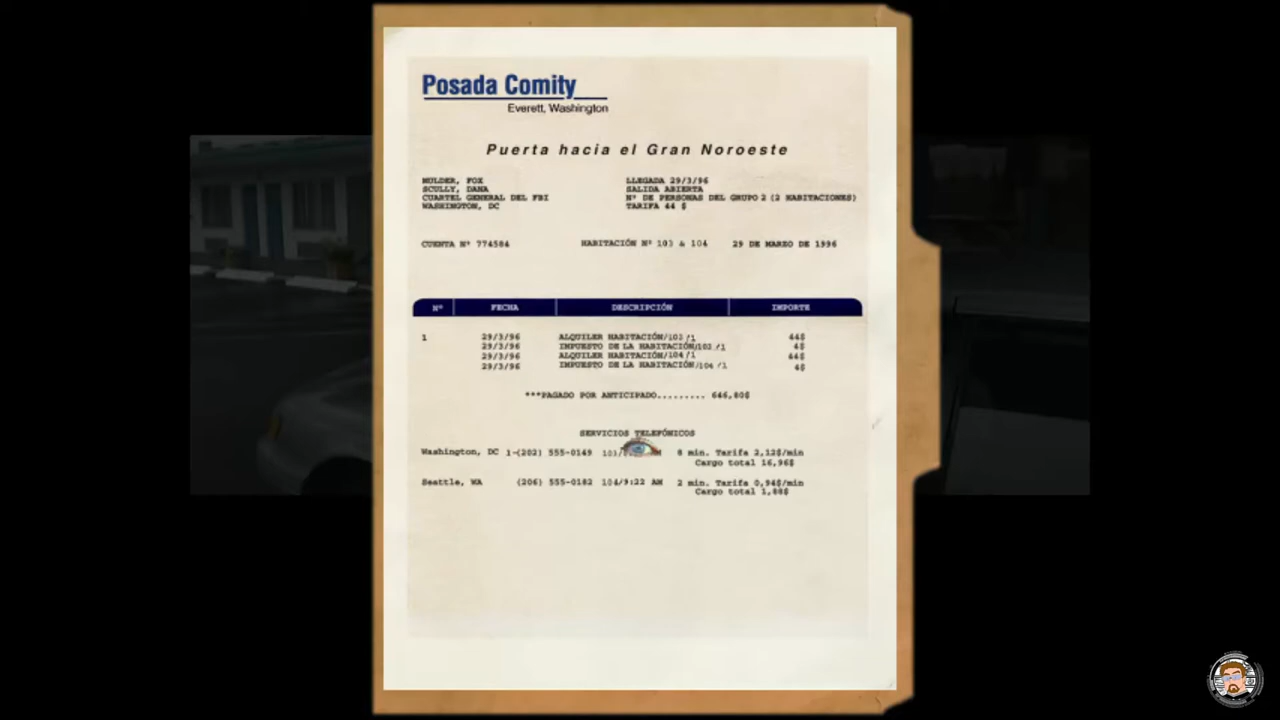 Posada Comity
Everett, Washington
Puerta hacia el Gran Noroeste
MULDER, FOX
SCULLY, DANA
CUARTEL GENERAL DEL FBI
WASHINGTON, DC
LLEGADA 29/3/96
SALIDA ABIERTA
Nº DE PERSONAS DEL GRUPO 2 (2 HABITACIONES)
TARIFA 44 $
CUENTA Nº 774584 HABITACIÓN Nº 103 & 104 29 DE MARZO DE 1996
Nº FECHA DESCRIPCIÓN IMPORTE
1 29/3/96 ALQUILER HABITACIÓN/103/1 44$
29/3/96 IMPUESTO DE LA HABITACIÓN/103/1 4$
29/3/96 ALQUILER HABITACIÓN/104/1 44$
29/3/96 IMPUESTO DE LA HABITACIÓN/104/1 4$
***PAGADO POR ANTICIPADO......... 646,80$
SERVICIOS TELEFÓNICOS
Washington, DC 1-(202) 555-0149 103/ 8 min. Tarifa 2,12$/min
Cargo total 16,96$
Seattle, WA (206) 555-0182 104/9:22 AM 2 min. Tarifa 0,94$/min
Cargo total 1,88$